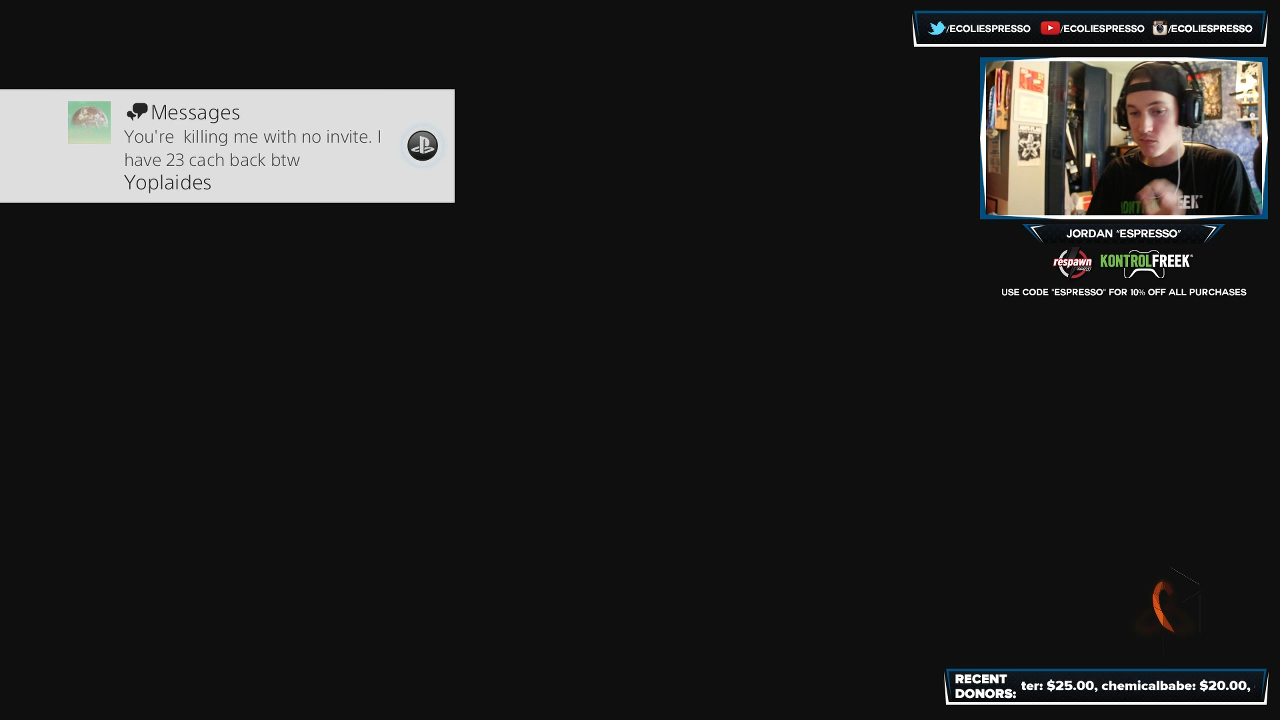 /ECOLIESPRESSO /ECOLIESPRESSO /ECOLIESPRESSO
Messages
You're killing me with no invite. I
have 23 cach back btw
Yoplaides
JORDAN "ESPRESSO"
respawn KONTROLFREEK
USE CODE "ESPRESSO" FOR 10% OFF ALL PURCHASES
RECENT
DONORS:
ter: $25.00, chemicalbabe: $20.00,